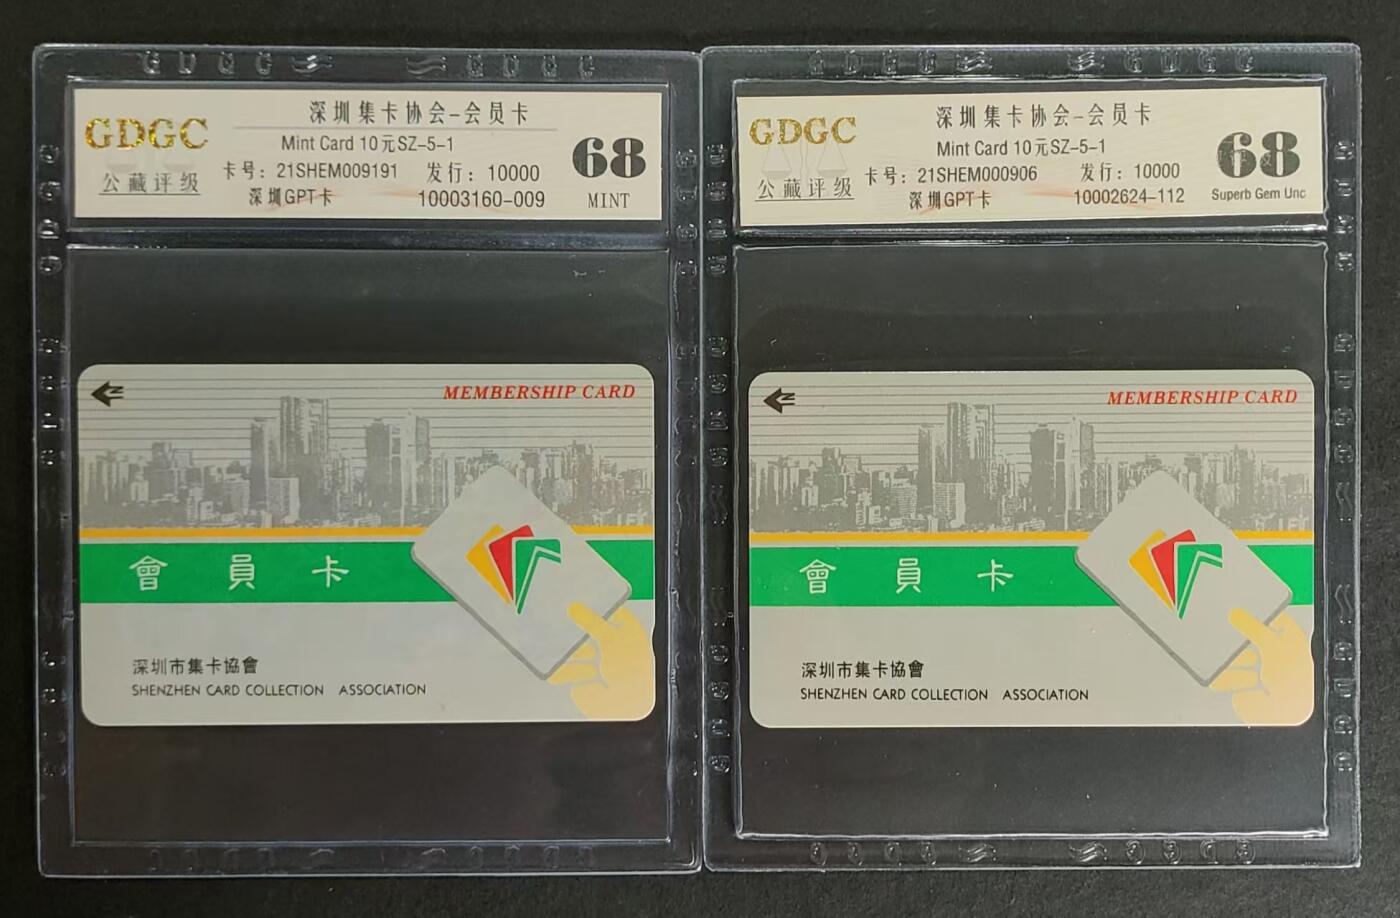 GDGC
公藏评级
深圳集卡协会-会员卡
Mint Card 10元SZ-5-1
卡号：21SHEM009191 发行：10000
深圳GPT卡 10003160-009
68
MINT
MEMBERSHIP CARD
會員卡
深圳市集卡協會
SHENZHEN CARD COLLECTION ASSOCIATION
GDGC
公藏评级
深圳集卡协会-会员卡
Mint Card 10元SZ-5-1
卡号：21SHEM000906 发行：10000
深圳GPT卡 10002624-112
68
Superb Gem Unc
MEMBERSHIP CARD
會員卡
深圳市集卡協會
SHENZHEN CARD COLLECTION ASSOCIATION